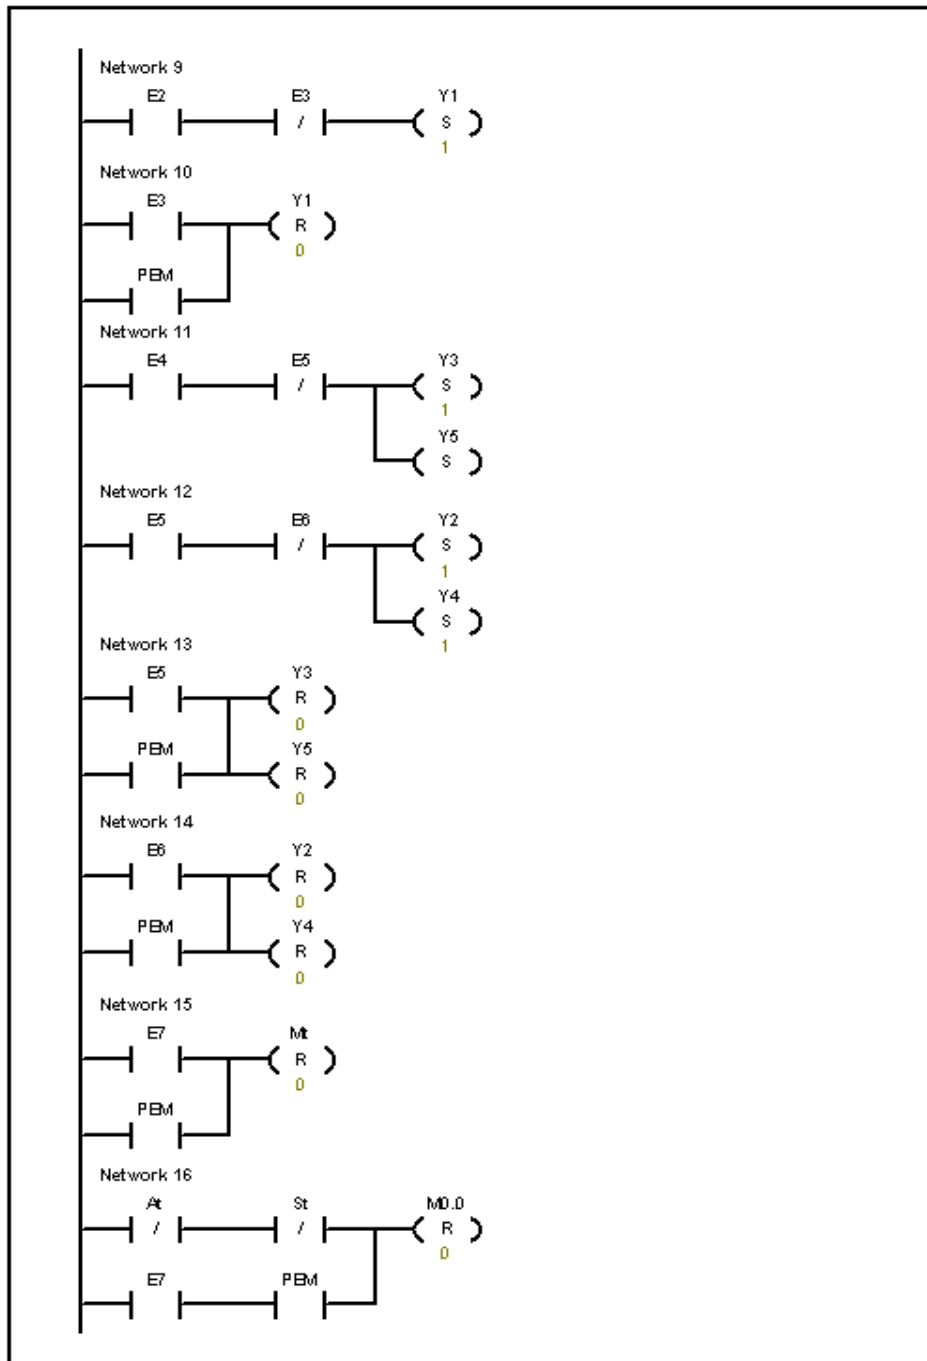 Network 9
E2 E3 Y1
/ S
1
Network 10
E3 Y1
R
0
PEM
Network 11
E4 E5 Y3
/ S
1
Y5
S
Network 12
E5 E6 Y2
/ S
1
Y4
S
1
Network 13
E5 Y3
R
0
PEM Y5
R
0
Network 14
E6 Y2
R
0
PEM Y4
R
0
Network 15
E7 Mt
R
0
PEM
Network 16
At St M0.0
/ / R
0
E7 PEM